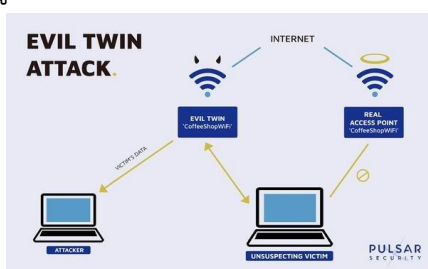 EVIL TWIN
ATTACK.
INTERNET
EVIL TWIN
'CoffeeShopWiFi'
REAL
ACCESS POINT
'CoffeeShopWiFi'
VICTIM'S DATA
ATTACKER
UNSUSPECTING VICTIM
PULSAR
SECURITY